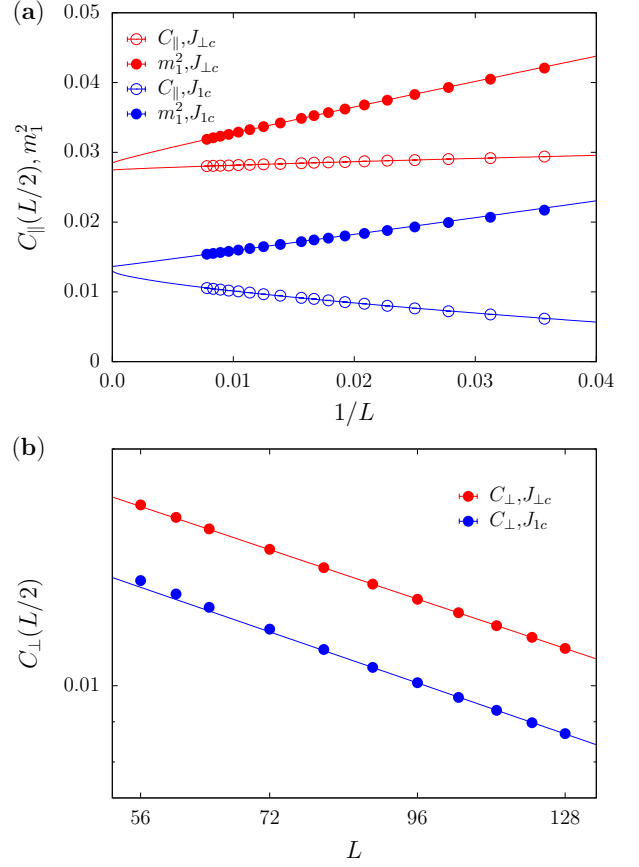 (a)
0.05
0.04
0.03
0.02
0.01
0
C∥(L/2), m₁²
C∥, J⊥c
m₁², J⊥c
C∥, J1c
m₁², J1c
0.0 0.01 0.02 0.03 0.04
1/L
(b)
C⊥(L/2)
0.01
C⊥, J⊥c
C⊥, J1c
56 72 96 128
L